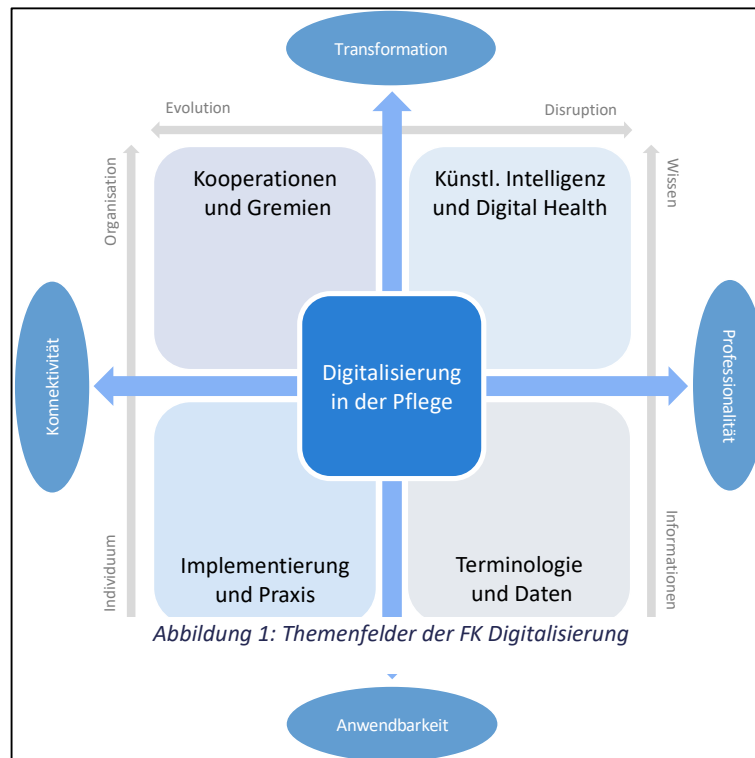 Transformation
Evolution
Disruption
Organisation
Kooperationen
und Gremien
Künstl. Intelligenz
und Digital Health
Wissen
Konnektivität
Digitalisierung
in der Pflege
Professionalität
Individuum
Implementierung
und Praxis
Terminologie
und Daten
Informationen
Abbildung 1: Themenfelder der FK Digitalisierung
Anwendbarkeit